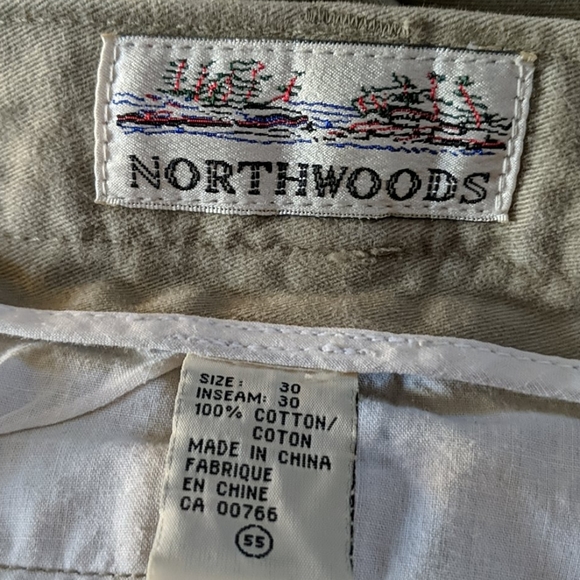 NORTHWOODS
SIZE: 30
INSEAM: 30
100% COTTON/
COTON
MADE IN CHINA
FABRIQUE
EN CHINE
CA 00766
55